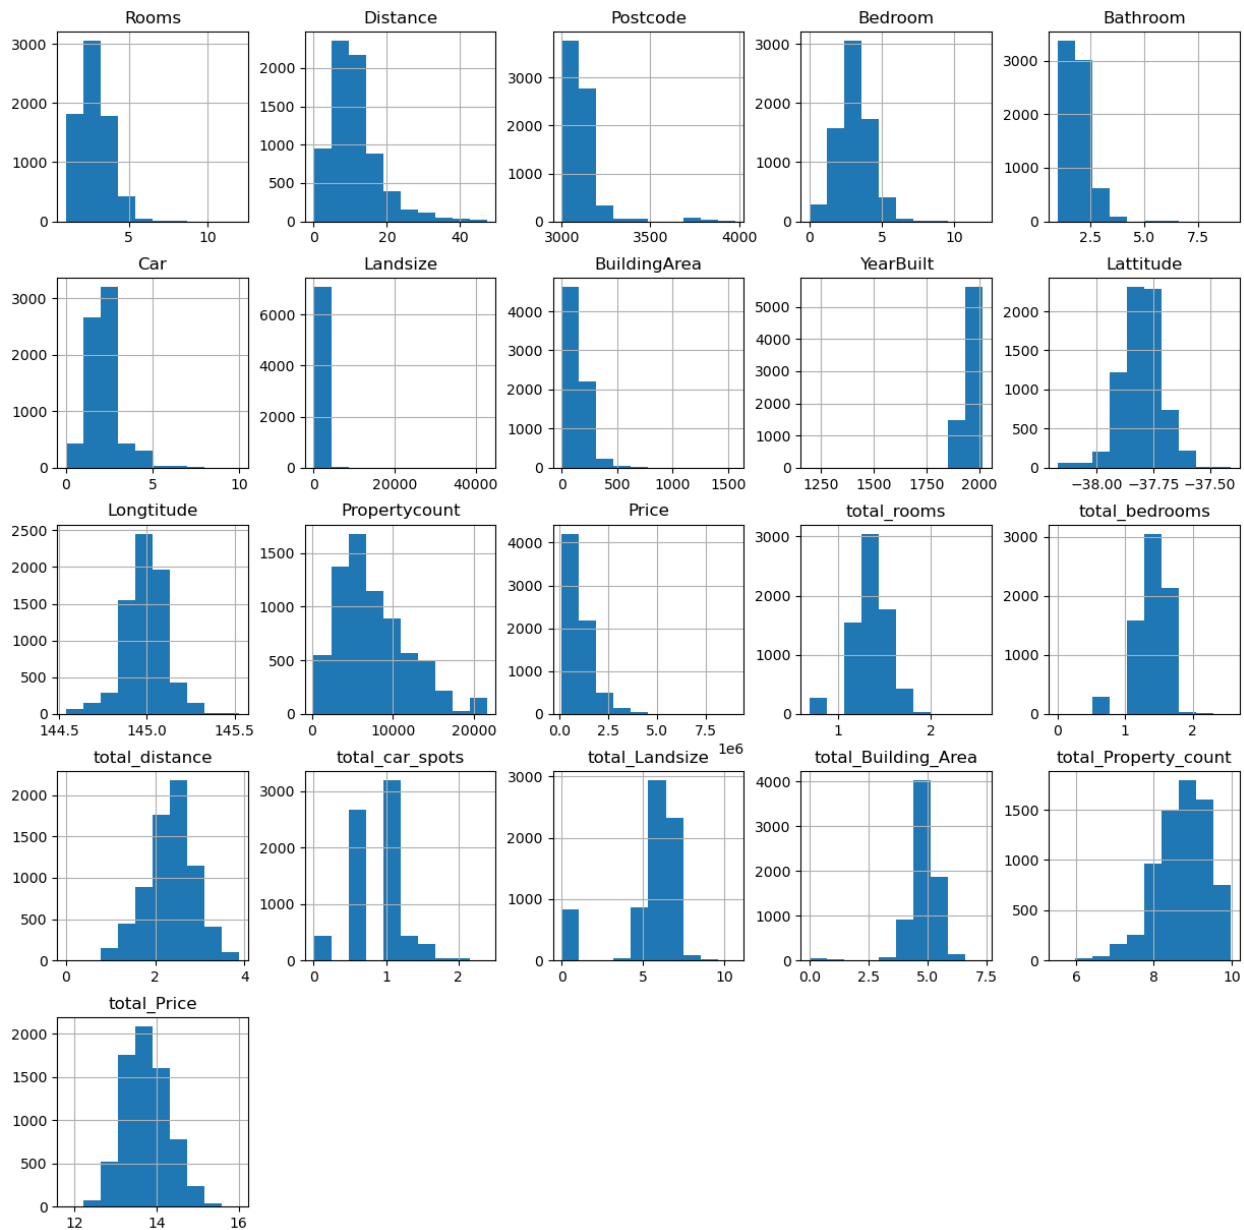 Rooms Distance Postcode Bedroom Bathroom
3000 2000 1000 0 5 10
2000 1500 1000 500 0 0 20 40
3000 2000 1000 0 3000 3500 4000
3000 2000 1000 0 0 5 10
3000 2000 1000 0 2.5 5.0 7.5
Car Landsize BuildingArea YearBuilt Lattitude
3000 2000 1000 0 0 5 10
6000 4000 2000 0 0 20000 40000
4000 3000 2000 1000 0 0 500 1000 1500
5000 4000 3000 2000 1000 0 1250 1500 1750 2000
2000 1500 1000 500 0 −38.00 −37.75 −37.50
Longtitude Propertycount Price total_rooms total_bedrooms
2500 2000 1500 1000 500 0 144.5 145.0 145.5
1500 1000 500 0 0 10000 20000
4000 3000 2000 1000 0 0.0 2.5 5.0 7.5 1e6
3000 2000 1000 0 1 2
3000 2000 1000 0 0 1 2
total_distance total_car_spots total_Landsize total_Building_Area total_Property_count
2000 1500 1000 500 0 0 2 4
3000 2000 1000 0 0 1 2
3000 2000 1000 0 0 5 10
4000 3000 2000 1000 0 0.0 2.5 5.0 7.5
1500 1000 500 0 6 8 10
total_Price
2000 1500 1000 500 0 12 14 16